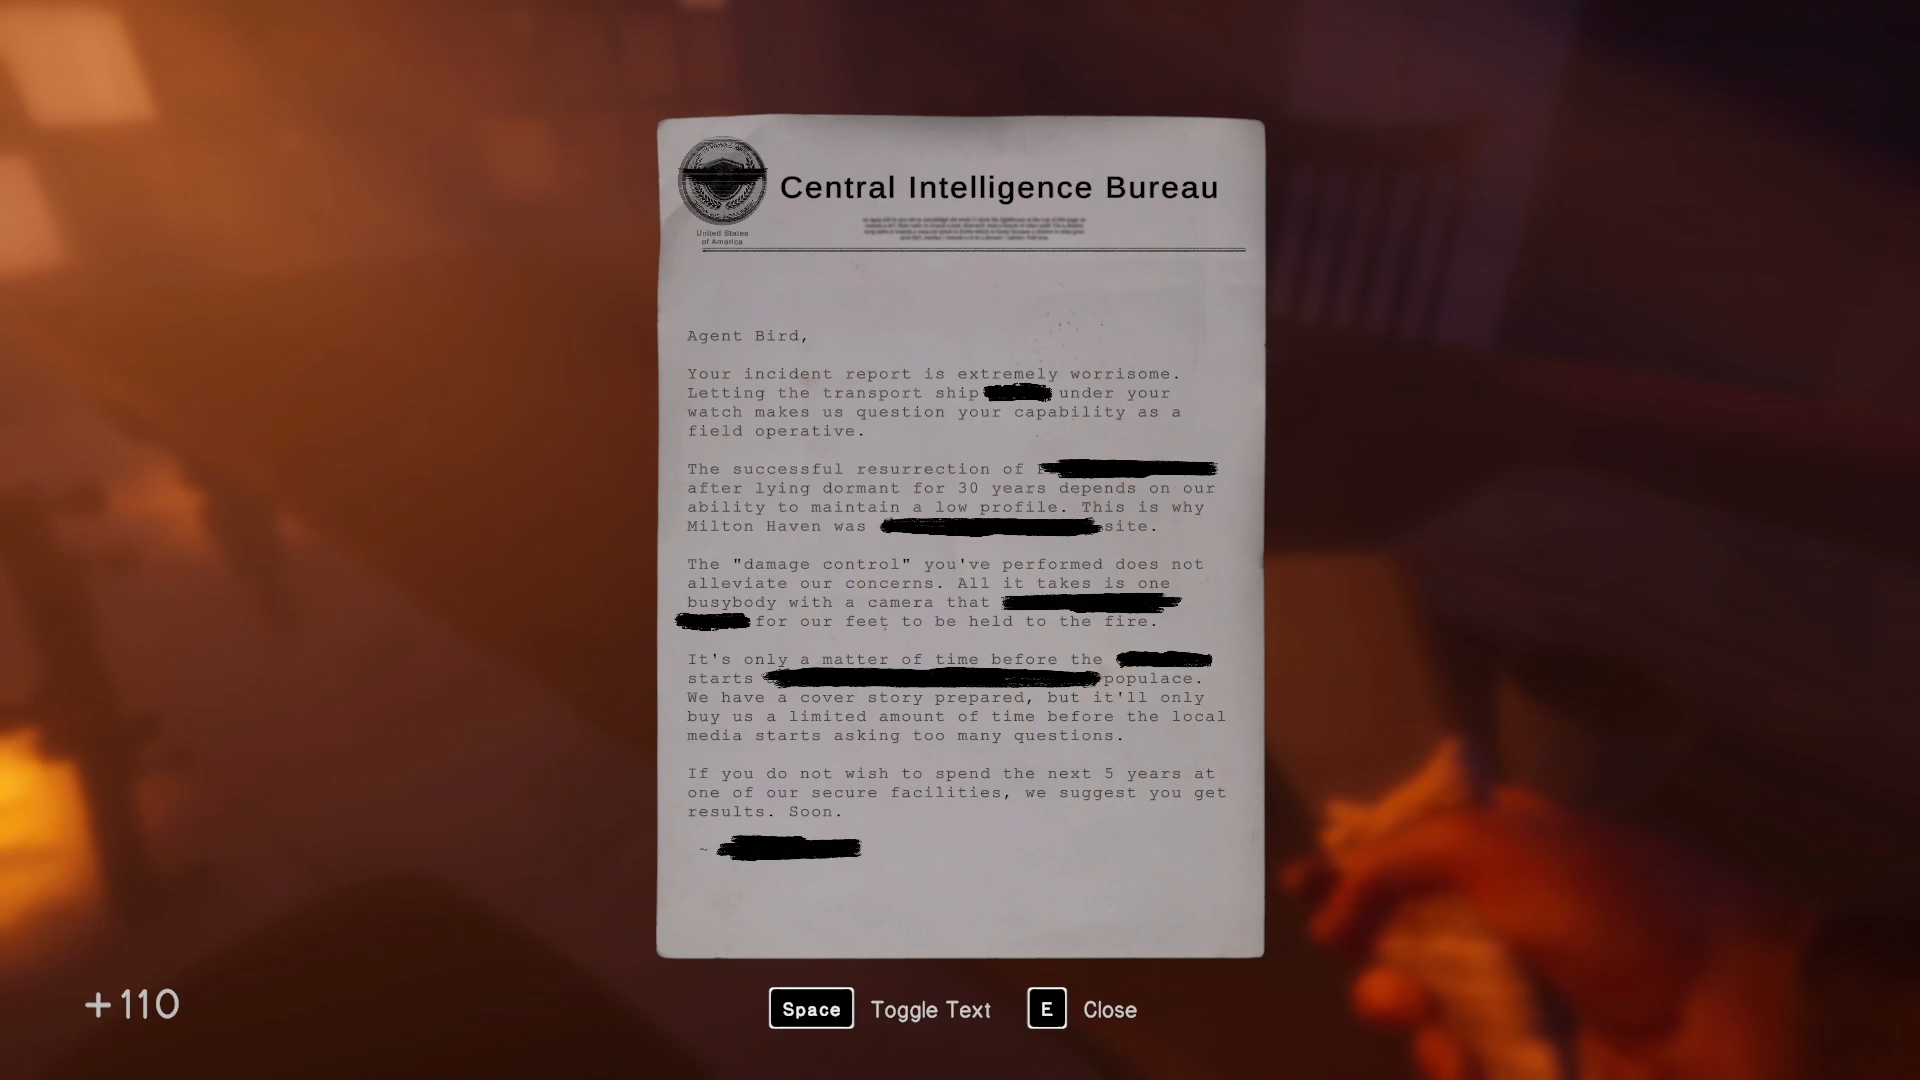 Central Intelligence Bureau
United States
of America
Agent Bird,
Your incident report is extremely worrisome.
Letting the transport ship under your
watch makes us question your capability as a
field operative.
The successful resurrection of
after lying dormant for 30 years depends on our
ability to maintain a low profile. This is why
Milton Haven was site.
The "damage control" you've performed does not
alleviate our concerns. All it takes is one
busybody with a camera that
for our feet to be held to the fire.
It's only a matter of time before the
starts populace.
We have a cover story prepared, but it'll only
buy us a limited amount of time before the local
media starts asking too many questions.
If you do not wish to spend the next 5 years at
one of our secure facilities, we suggest you get
results. Soon.
~
+110
Space Toggle Text E Close